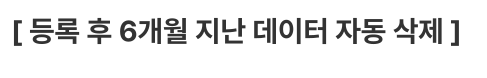 [ 등록 후 6개월 지난 데이터 자동 삭제 ]